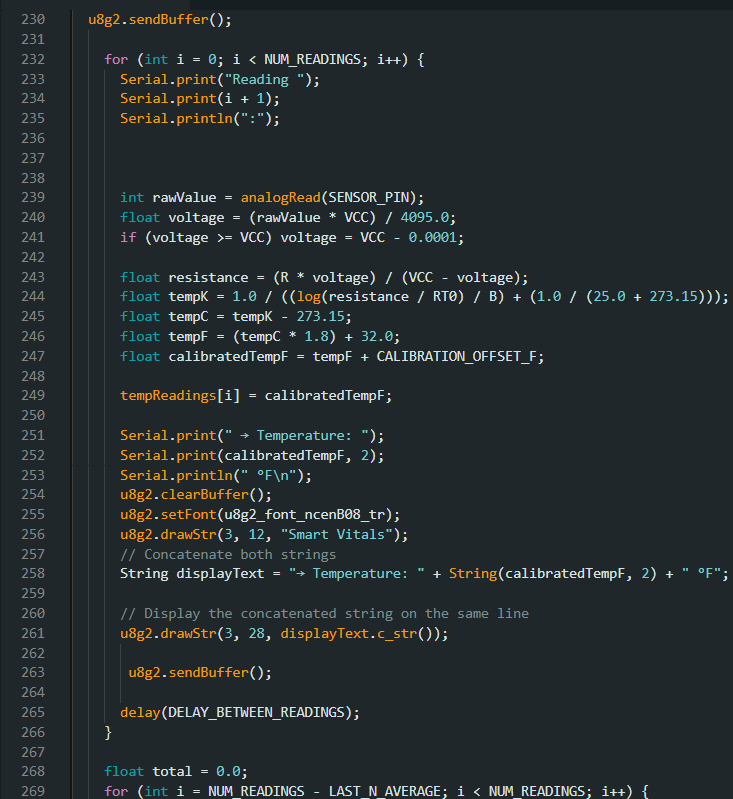 230 u8g2.sendBuffer();
231
232 for (int i = 0; i < NUM_READINGS; i++) {
233 Serial.print("Reading ");
234 Serial.print(i + 1);
235 Serial.println(":");
236
237
238
239 int rawValue = analogRead(SENSOR_PIN);
240 float voltage = (rawValue * VCC) / 4095.0;
241 if (voltage >= VCC) voltage = VCC - 0.0001;
242
243 float resistance = (R * voltage) / (VCC - voltage);
244 float tempK = 1.0 / ((log(resistance / RT0) / B) + (1.0 / (25.0 + 273.15)));
245 float tempC = tempK - 273.15;
246 float tempF = (tempC * 1.8) + 32.0;
247 float calibratedTempF = tempF + CALIBRATION_OFFSET_F;
248
249 tempReadings[i] = calibratedTempF;
250
251 Serial.print(" → Temperature: ");
252 Serial.print(calibratedTempF, 2);
253 Serial.println(" °F\n");
254 u8g2.clearBuffer();
255 u8g2.setFont(u8g2_font_ncenB08_tr);
256 u8g2.drawStr(3, 12, "Smart Vitals");
257 // Concatenate both strings
258 String displayText = "→ Temperature: " + String(calibratedTempF, 2) + " °F";
259
260 // Display the concatenated string on the same line
261 u8g2.drawStr(3, 28, displayText.c_str());
262
263 u8g2.sendBuffer();
264
265 delay(DELAY_BETWEEN_READINGS);
266 }
267
268 float total = 0.0;
269 for (int i = NUM_READINGS - LAST_N_AVERAGE; i < NUM_READINGS; i++) {